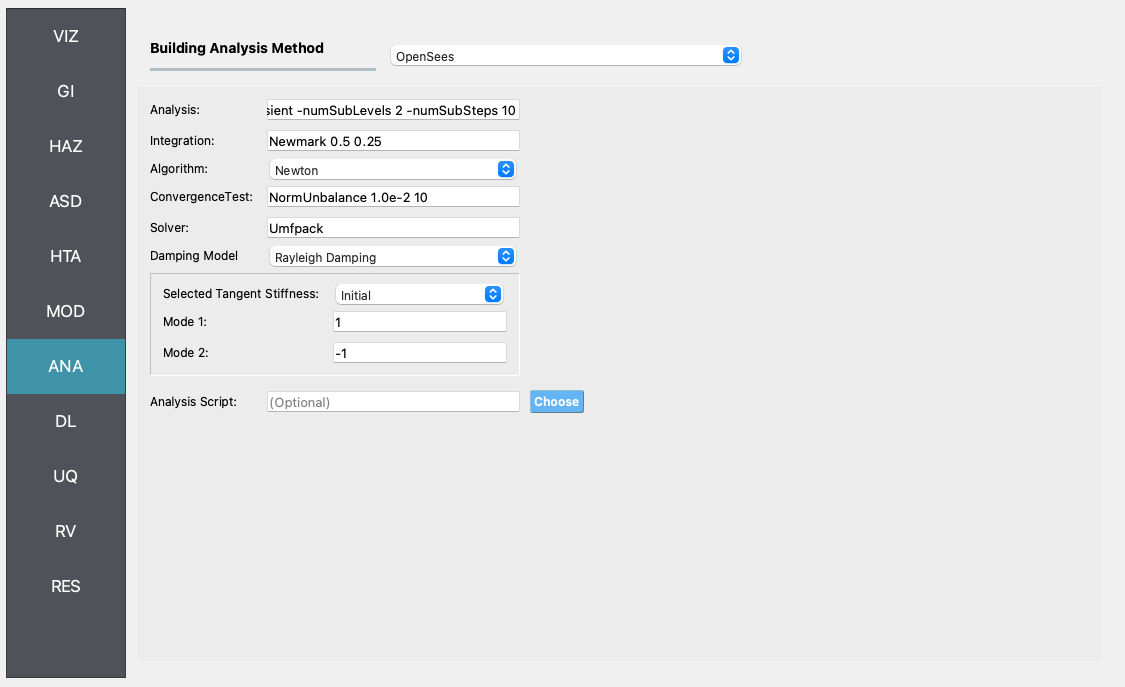 VIZ
GI
HAZ
ASD
HTA
MOD
ANA
DL
UQ
RV
RES
Building Analysis Method OpenSees
Analysis: -numSubLevels 2 -numSubSteps 10
Integration: Newmark 0.5 0.25
Algorithm: Newton
ConvergenceTest: NormUnbalance 1.0e-2 10
Solver: Umfpack
Damping Model Rayleigh Damping
Selected Tangent Stiffness: Initial
Mode 1: 1
Mode 2: -1
Analysis Script: (Optional) Choose